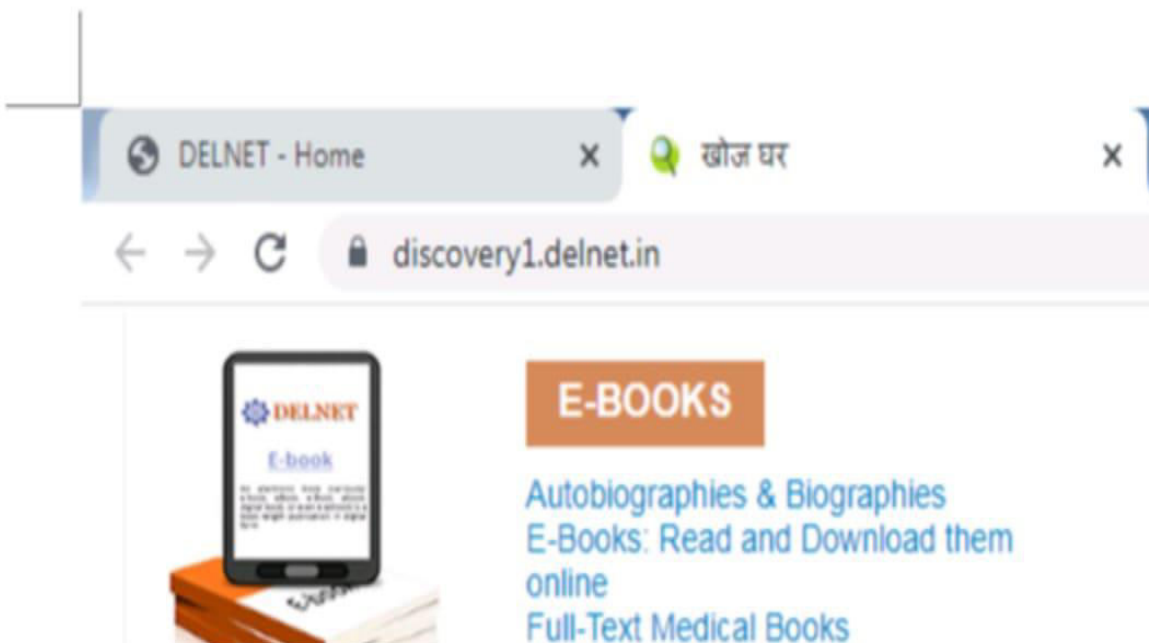 DELNET - Home
खोज घर
discovery1.delnet.in
DELNET
E-book
E-BOOKS
Autobiographies & Biographies
E-Books: Read and Download them
online
Full-Text Medical Books